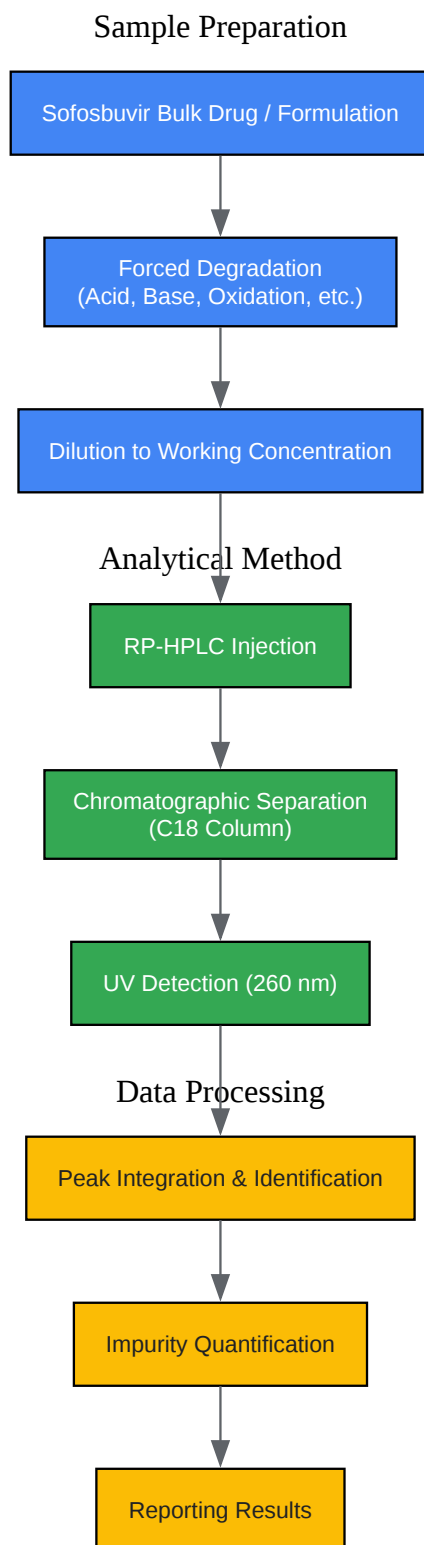 Sample Preparation
Sofosbuvir Bulk Drug / Formulation
Forced Degradation
(Acid, Base, Oxidation, etc.)
Dilution to Working Concentration
Analytical Method
RP-HPLC Injection
Chromatographic Separation
(C18 Column)
UV Detection (260 nm)
Data Processing
Peak Integration & Identification
Impurity Quantification
Reporting Results